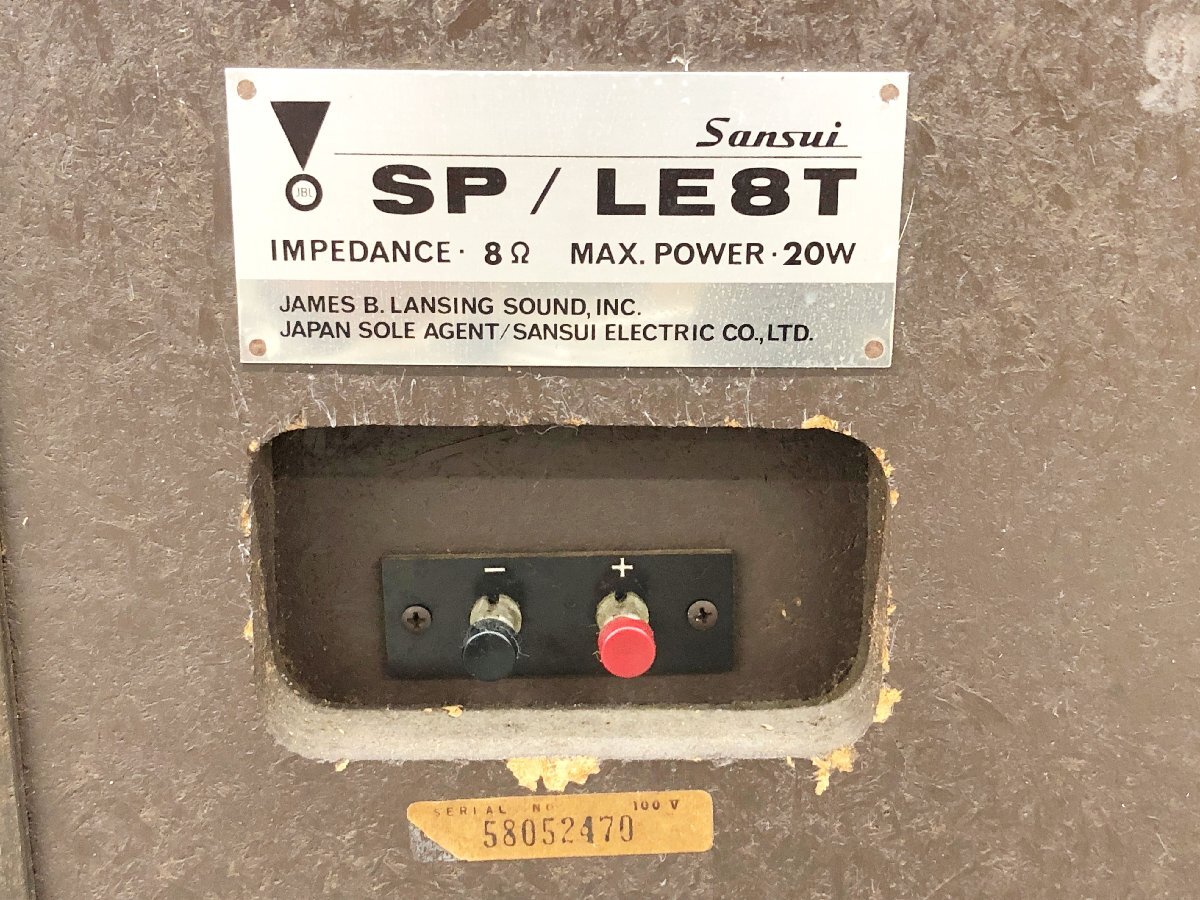 Sansui
JBL
SP / LE8T
IMPEDANCE · 8 Ω MAX. POWER · 20W
JAMES B. LANSING SOUND, INC.
JAPAN SOLE AGENT/SANSUI ELECTRIC CO., LTD.
− +
SERIAL No 100 V
58052470